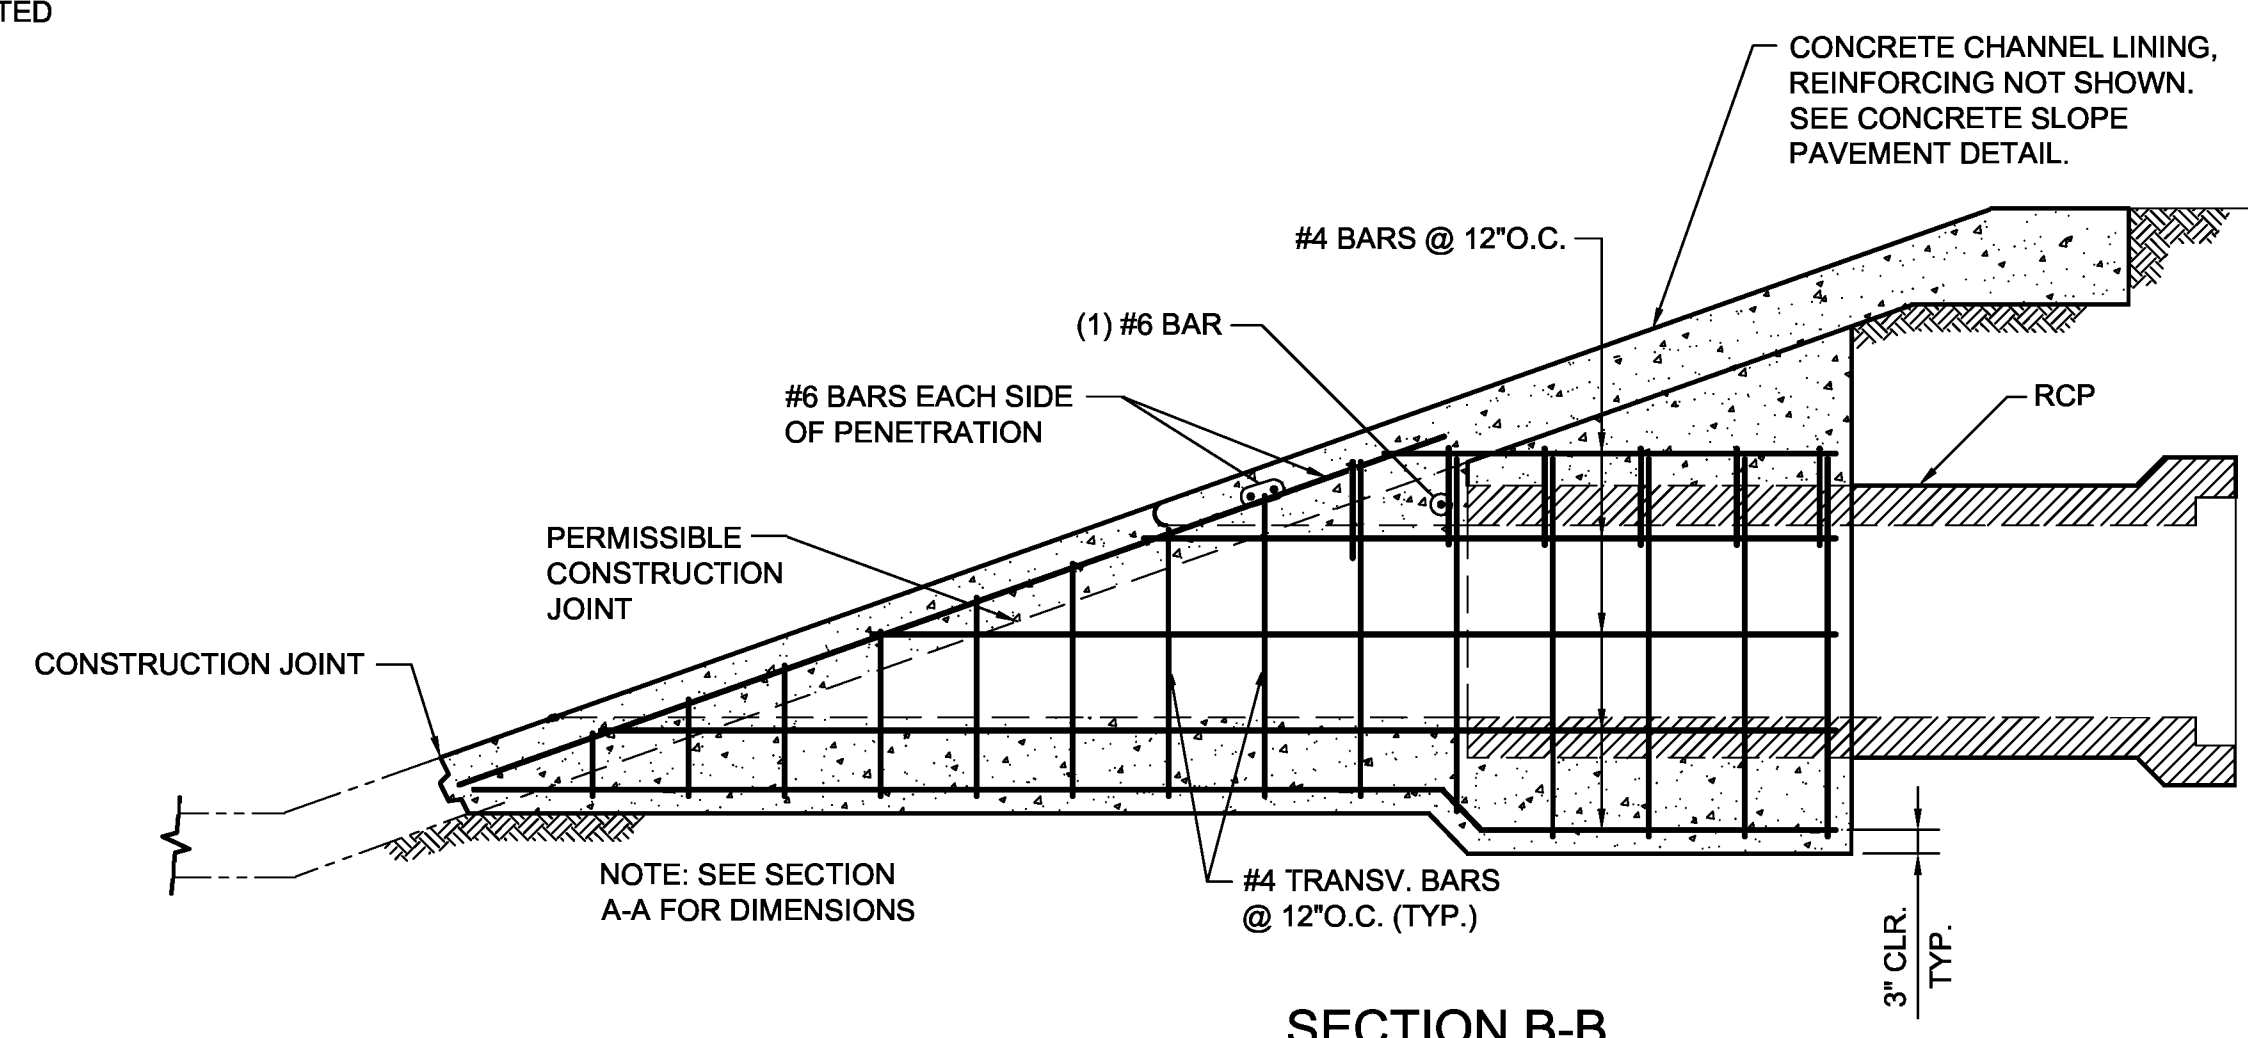 CONCRETE CHANNEL LINING,
REINFORCING NOT SHOWN.
SEE CONCRETE SLOPE
PAVEMENT DETAIL.
#4 BARS @ 12"O.C.
(1) #6 BAR
#6 BARS EACH SIDE
OF PENETRATION
RCP
PERMISSIBLE
CONSTRUCTION
JOINT
CONSTRUCTION JOINT
NOTE: SEE SECTION
A-A FOR DIMENSIONS
#4 TRANSV. BARS
@ 12"O.C. (TYP.)
3" CLR.
TYP.
SECTION B-B